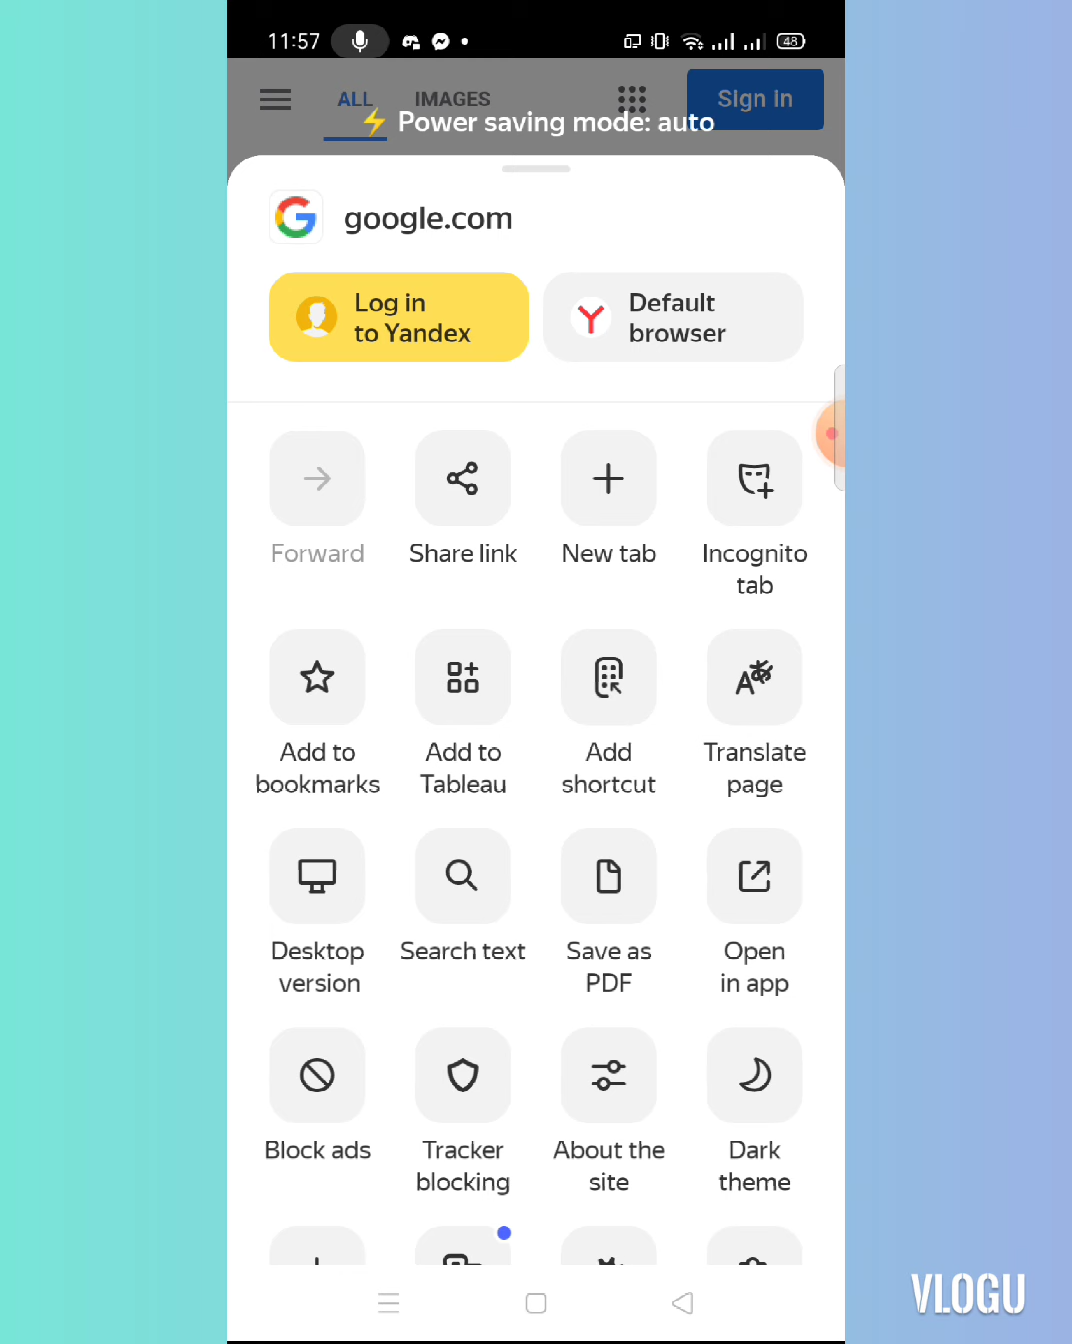 11:57
48
ALL IMAGES Sign in
⚡ Power saving mode: auto
google.com
Log in
to Yandex
Default
browser
Forward
Share link
New tab
Incognito
tab
Add to
bookmarks
Add to
Tableau
Add
shortcut
Translate
page
Desktop
version
Search text
Save as
PDF
Open
in app
Block ads
Tracker
blocking
About the
site
Dark
theme
VLOGU